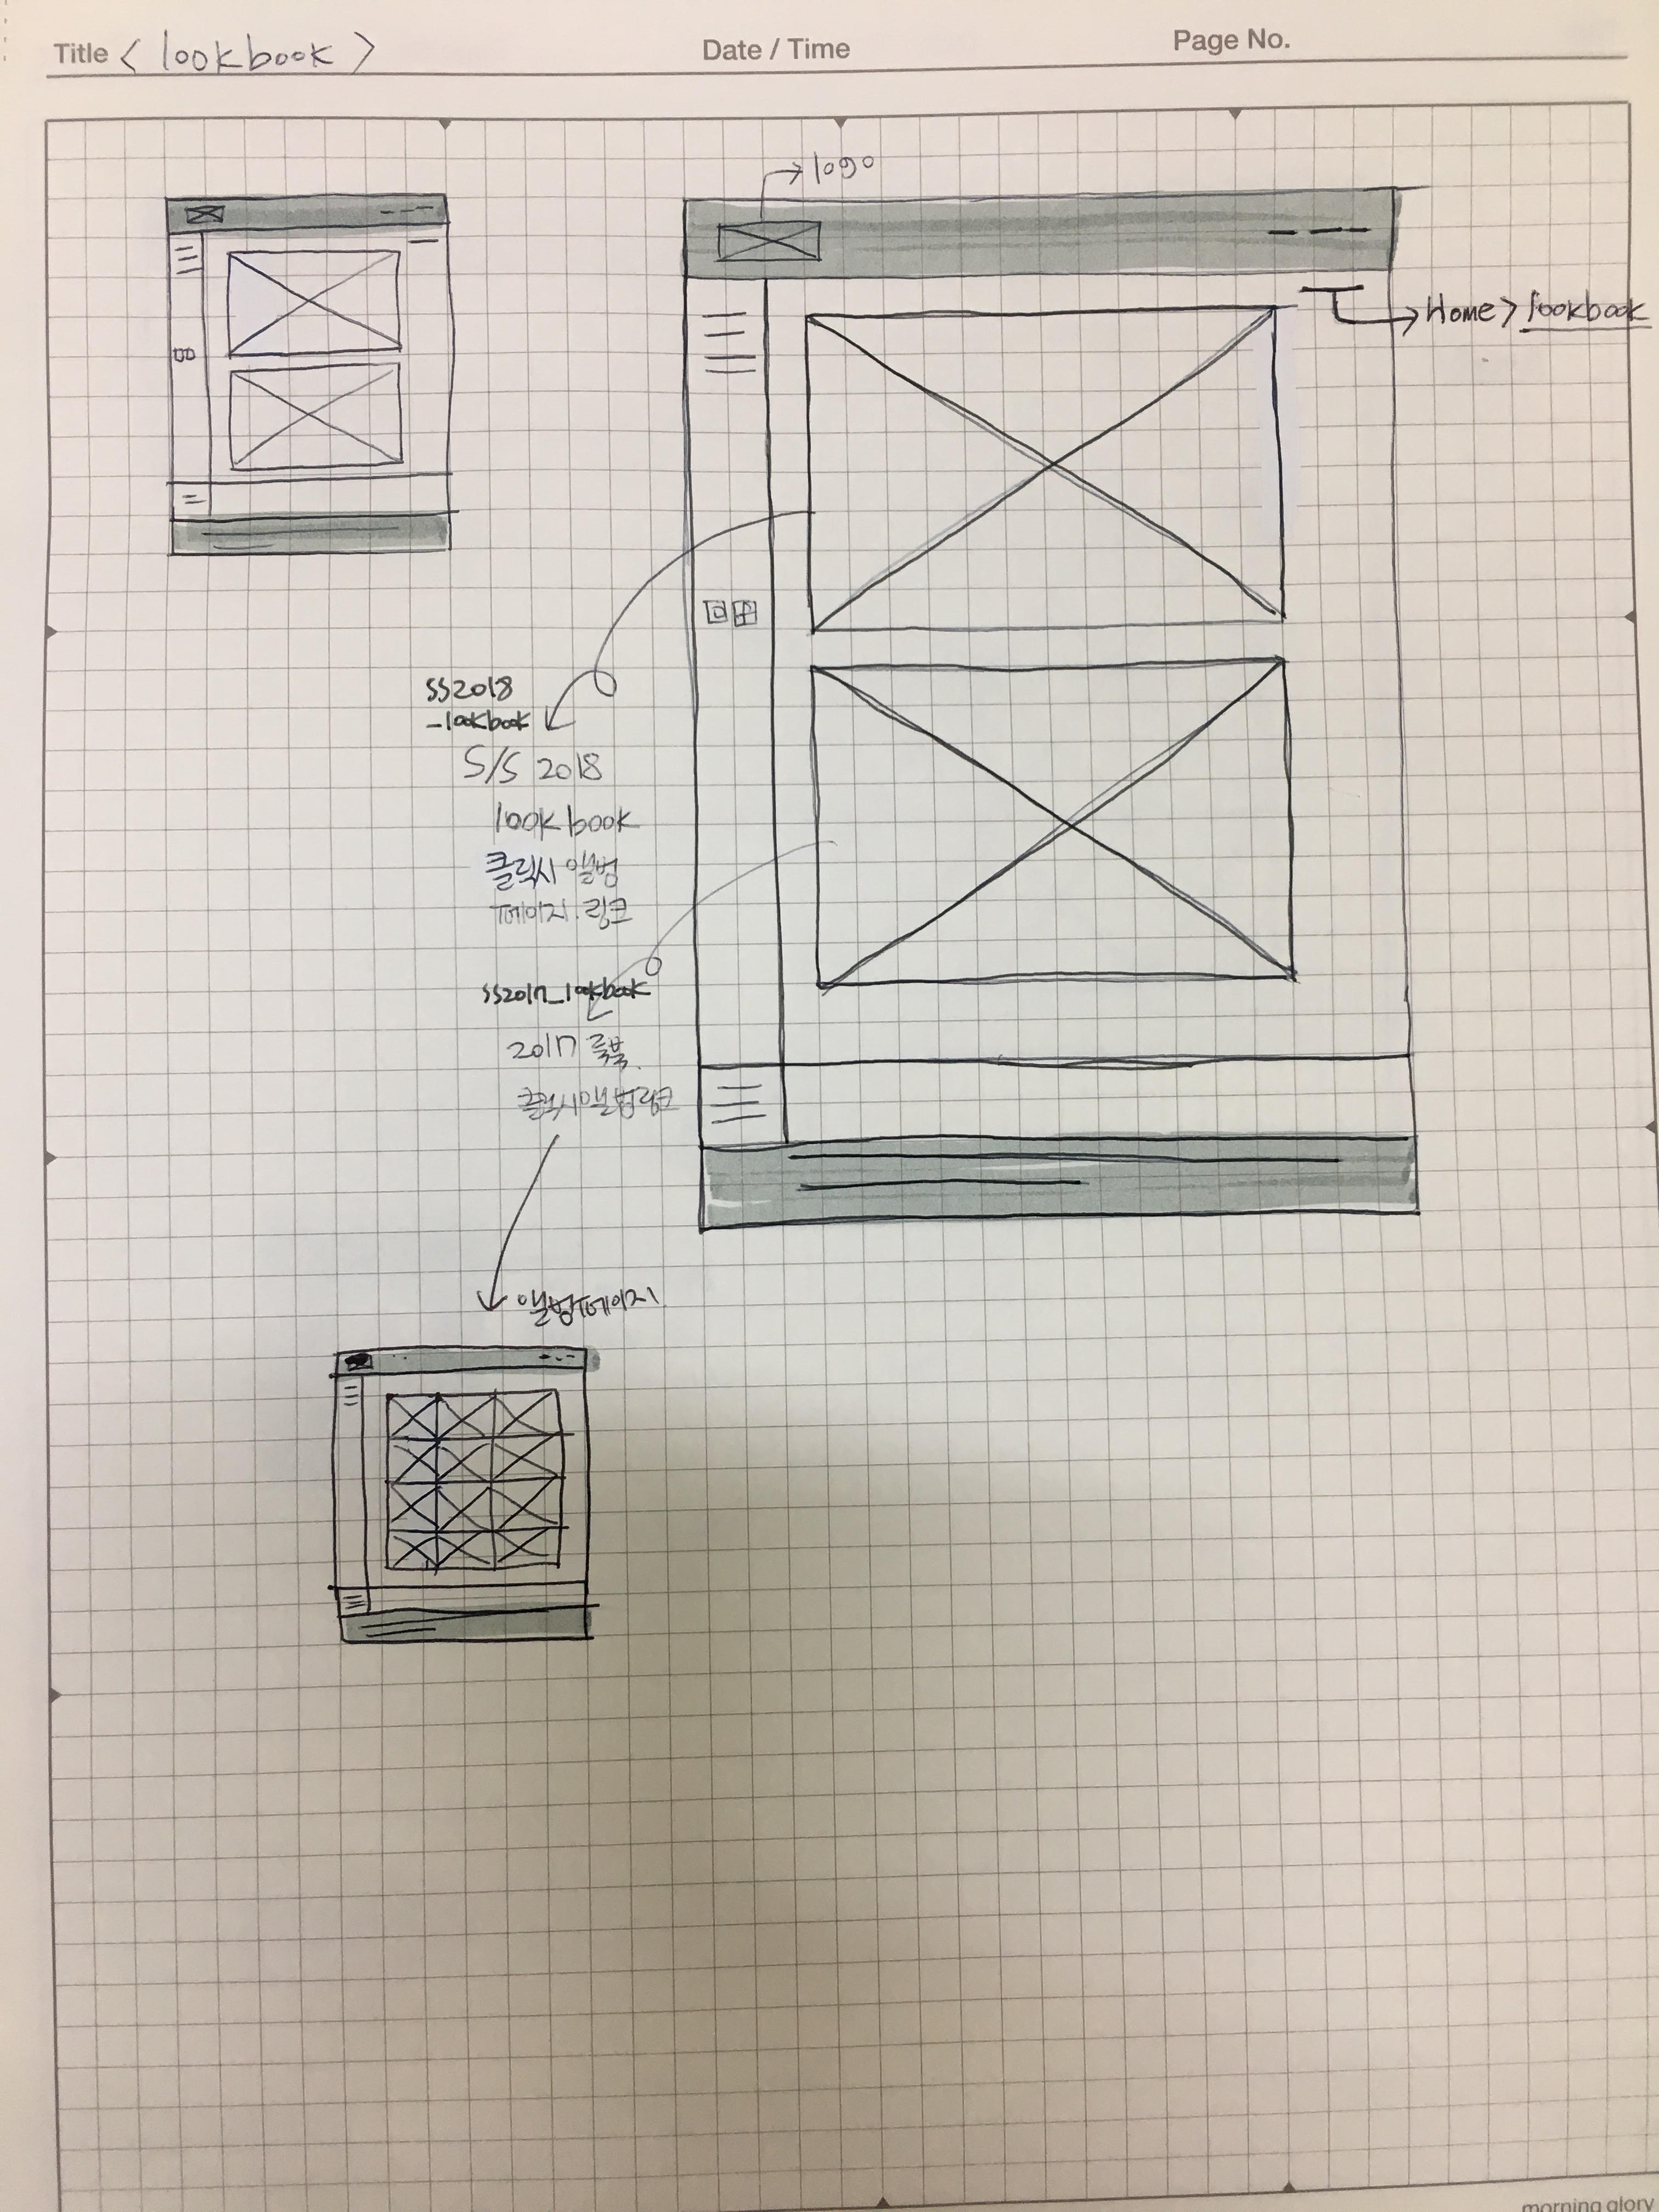 Title < lookbook > Date / Time Page No.
→ logo
Home > lookbook
SS2018
_lookbook
S/S 2018
lookbook
클릭시 앨범
페이지 링크
SS2017_lookbook
2017 룩북
클릭시 앨범 링크
앨범페이지
morning glory